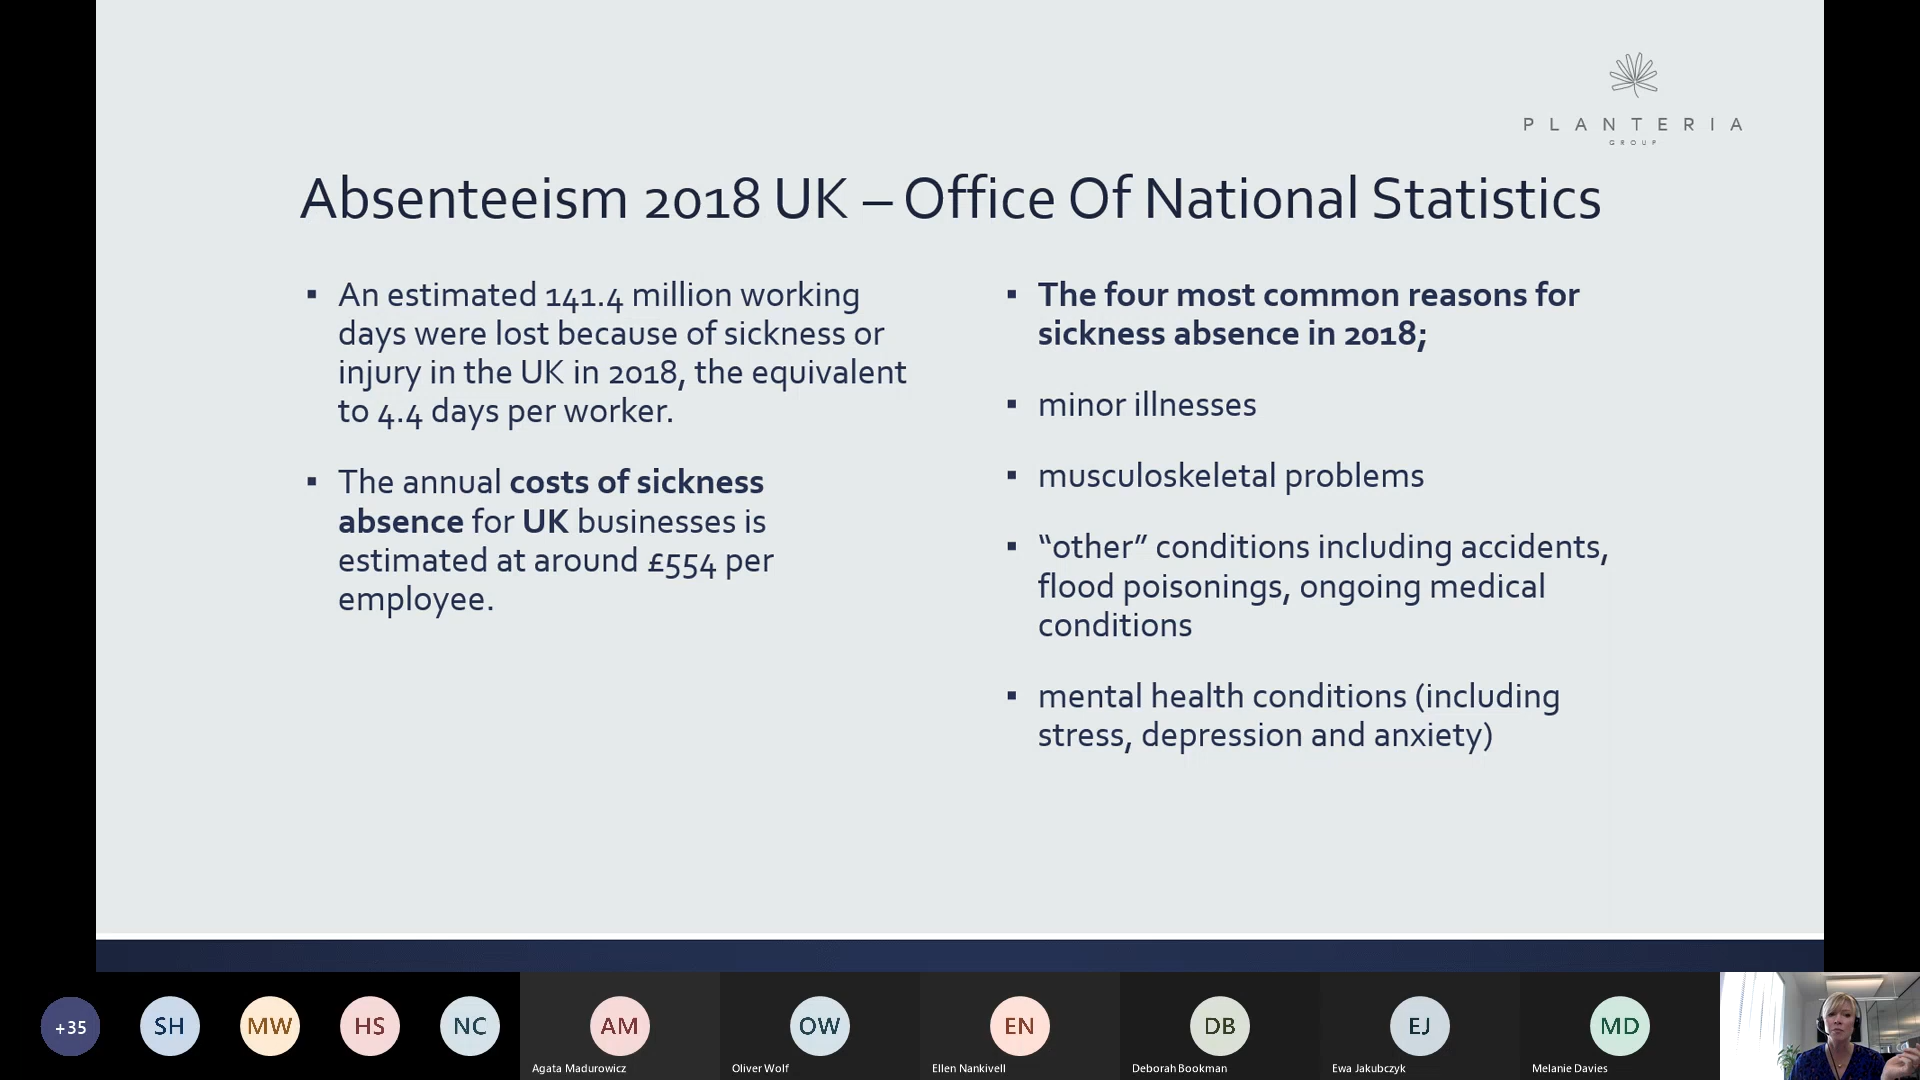 PLANTERIA
GROUP
Absenteeism 2018 UK – Office Of National Statistics
▪ An estimated 141.4 million working
days were lost because of sickness or
injury in the UK in 2018, the equivalent
to 4.4 days per worker.
▪ The annual costs of sickness
absence for UK businesses is
estimated at around £554 per
employee.
▪ The four most common reasons for
sickness absence in 2018;
▪ minor illnesses
▪ musculoskeletal problems
▪ “other” conditions including accidents,
flood poisonings, ongoing medical
conditions
▪ mental health conditions (including
stress, depression and anxiety)
+35
SH
MW
HS
NC
AM
OW
EN
DB
EJ
MD
Agata Madurowicz
Oliver Wolf
Ellen Nankivell
Deborah Bookman
Ewa Jakubczyk
Melanie Davies